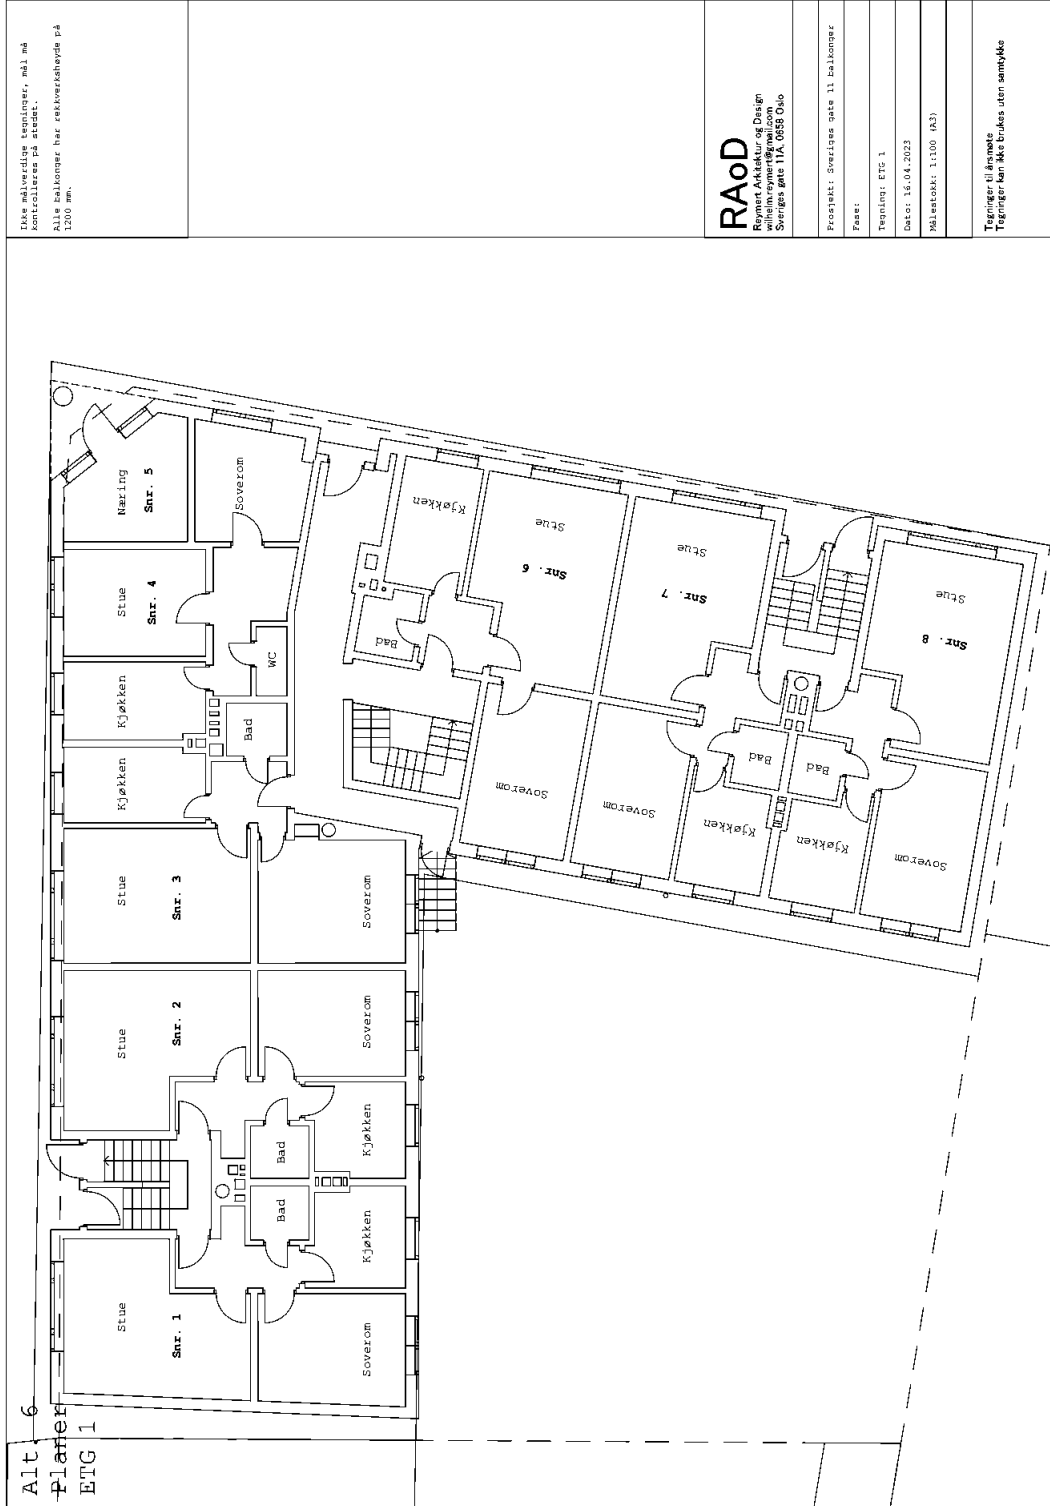 Alt 6
Planer
ETG 1
Ikke målverdige tegninger, mål må
kontrolleres på stedet.
Alle balkonger har rekkverkshøyde på
1200 mm.
RAoD
Reymert Arkitektur og Design
wilhelm.reymert@gmail.com
Sveriges gate 11A, 0658 Oslo
Prosjekt: Sveriges gate 11 balkonger
Fase:
Tegning: ETG 1
Dato: 16.04.2023
Målestokk: 1:100 (A3)
Tegninger til årsmøte
Tegninger kan ikke brukes uten samtykke
Stue
Snr. 1
Soverom
Kjøkken
Bad
Stue
Snr. 2
Soverom
Kjøkken
Bad
Stue
Snr. 3
Soverom
Kjøkken
Bad
Kjøkken
Stue
Snr. 4
WC
Soverom
Næring
Snr. 5
Kjøkken
Stue
Snr. 6
Bad
Soverom
Stue
Snr. 7
Soverom
Bad
Kjøkken
Stue
Snr. 8
Bad
Kjøkken
Soverom